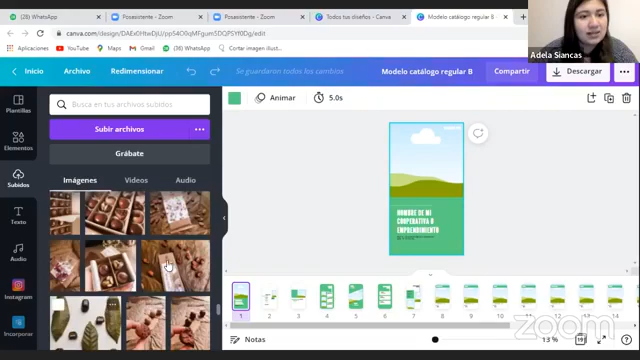 WhatsApp
Posasistente - Zoom
Posasistente - Zoom
Todos tus diseños - Canva
Modelo catálogo regular B
canva.com/design/DAEx0HtwDjU/pp54O0qMFgum5DQPSYf0Dg/edit
Aplicaciones
YouTube
Maps
Gmail
(36) WhatsApp
Cortar imagen ilustr...
Adela Siancas
Inicio
Archivo
Redimensionar
Se guardaron todos los cambios
Modelo catálogo regular B
Compartir
Descargar
Plantillas
Elementos
Subidos
Texto
Audio
Instagram
Incorporar
Busca en tus archivos subidos
Subir archivos
Grábate
Imágenes
Videos
Audio
Animar
5.0s
NOMBRE DE MI
COOPERATIVA O
EMPRENDIMIENTO
1 2 3 4 5 6 7 8 9 10 11 12 13 14
Notas
13 %
19
zoom